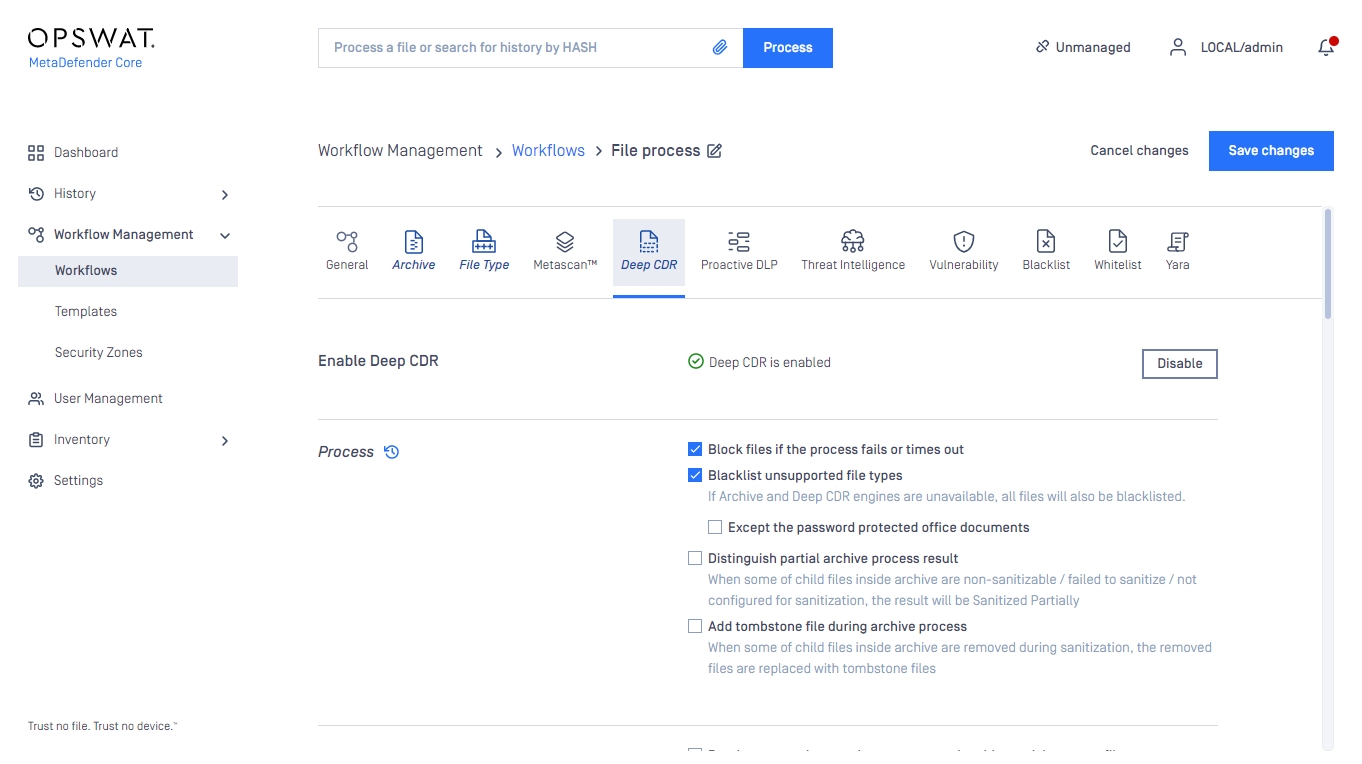 OPSWAT.
MetaDefender Core
Process a file or search for history by HASH
Process
Unmanaged
LOCAL/admin
Dashboard
History
Workflow Management
Workflows
Templates
Security Zones
User Management
Inventory
Settings
Trust no file. Trust no device.™
Workflow Management > Workflows > File process
Cancel changes
Save changes
General
Archive
File Type
Metascan™
Deep CDR
Proactive DLP
Threat Intelligence
Vulnerability
Blacklist
Whitelist
Yara
Enable Deep CDR
Deep CDR is enabled
Disable
Process
Block files if the process fails or times out
Blacklist unsupported file types
If Archive and Deep CDR engines are unavailable, all files will also be blacklisted.
Except the password protected office documents
Distinguish partial archive process result
When some of child files inside archive are non-sanitizable / failed to sanitize / not
configured for sanitization, the result will be Sanitized Partially
Add tombstone file during archive process
When some of child files inside archive are removed during sanitization, the removed
files are replaced with tombstone files